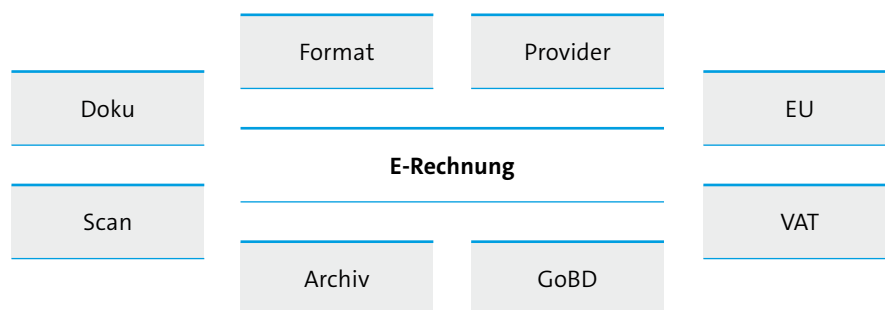 Format
Provider
Doku
EU
E-Rechnung
Scan
VAT
Archiv
GoBD